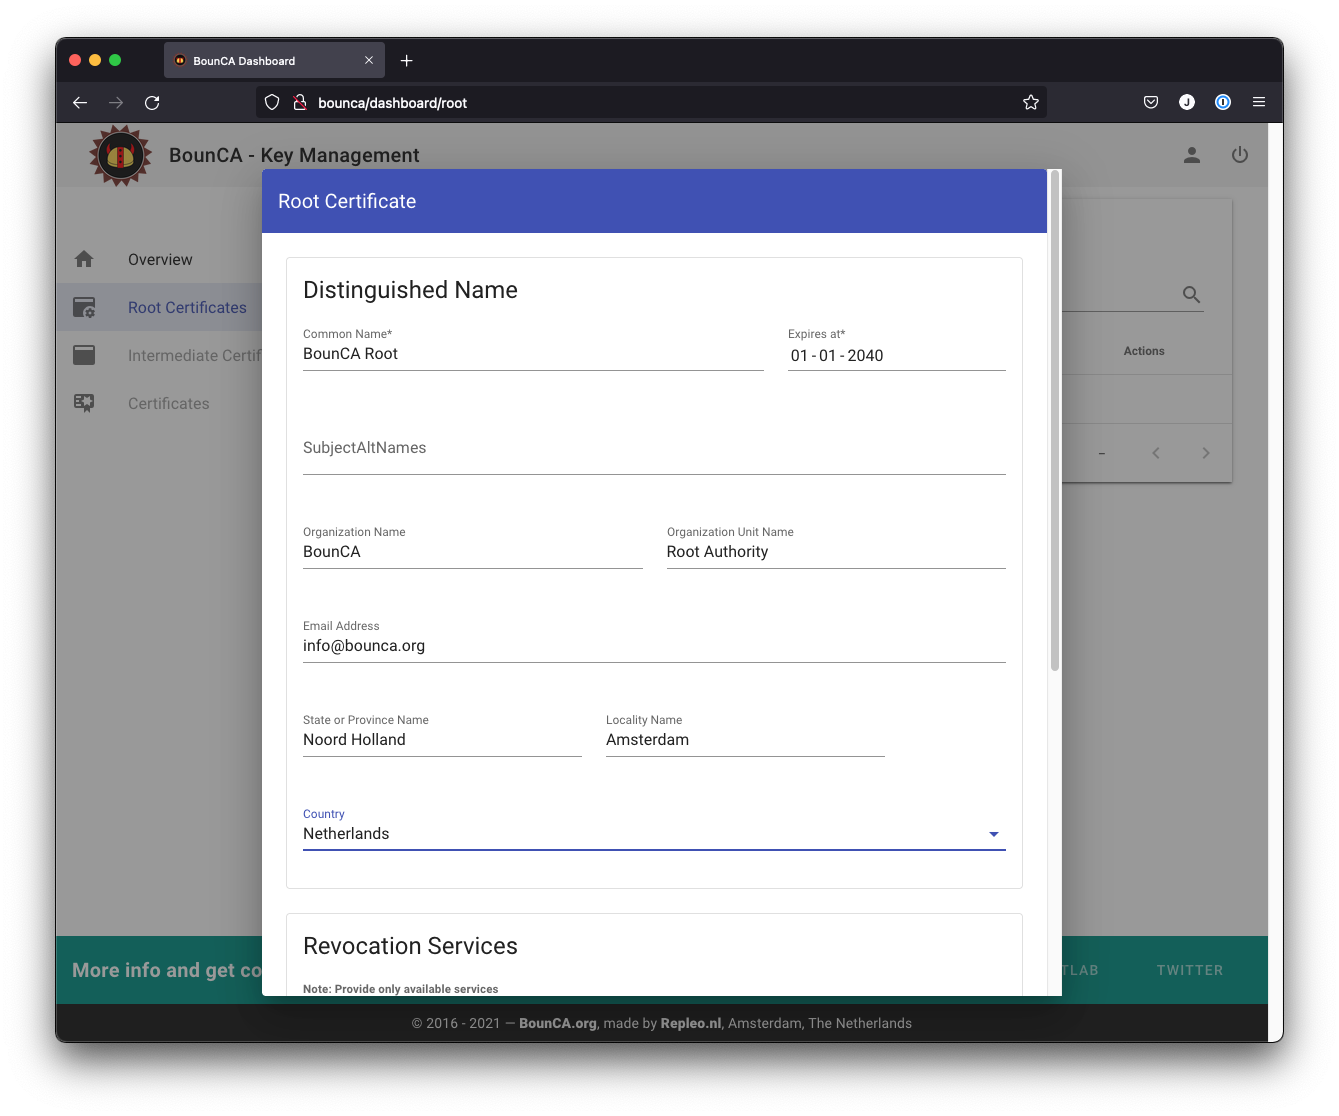 BounCA Dashboard
bounca/dashboard/root
BounCA - Key Management
Root Certificate
Overview
Root Certificates
Intermediate Certif
Certificates
Actions
–
Distinguished Name
Common Name*
BounCA Root
Expires at*
01 - 01 - 2040
SubjectAltNames
Organization Name
BounCA
Organization Unit Name
Root Authority
Email Address
info@bounca.org
State or Province Name
Noord Holland
Locality Name
Amsterdam
Country
Netherlands
Revocation Services
Note: Provide only available services
More info and get co
TLAB
TWITTER
© 2016 - 2021 — BounCA.org, made by Repleo.nl, Amsterdam, The Netherlands